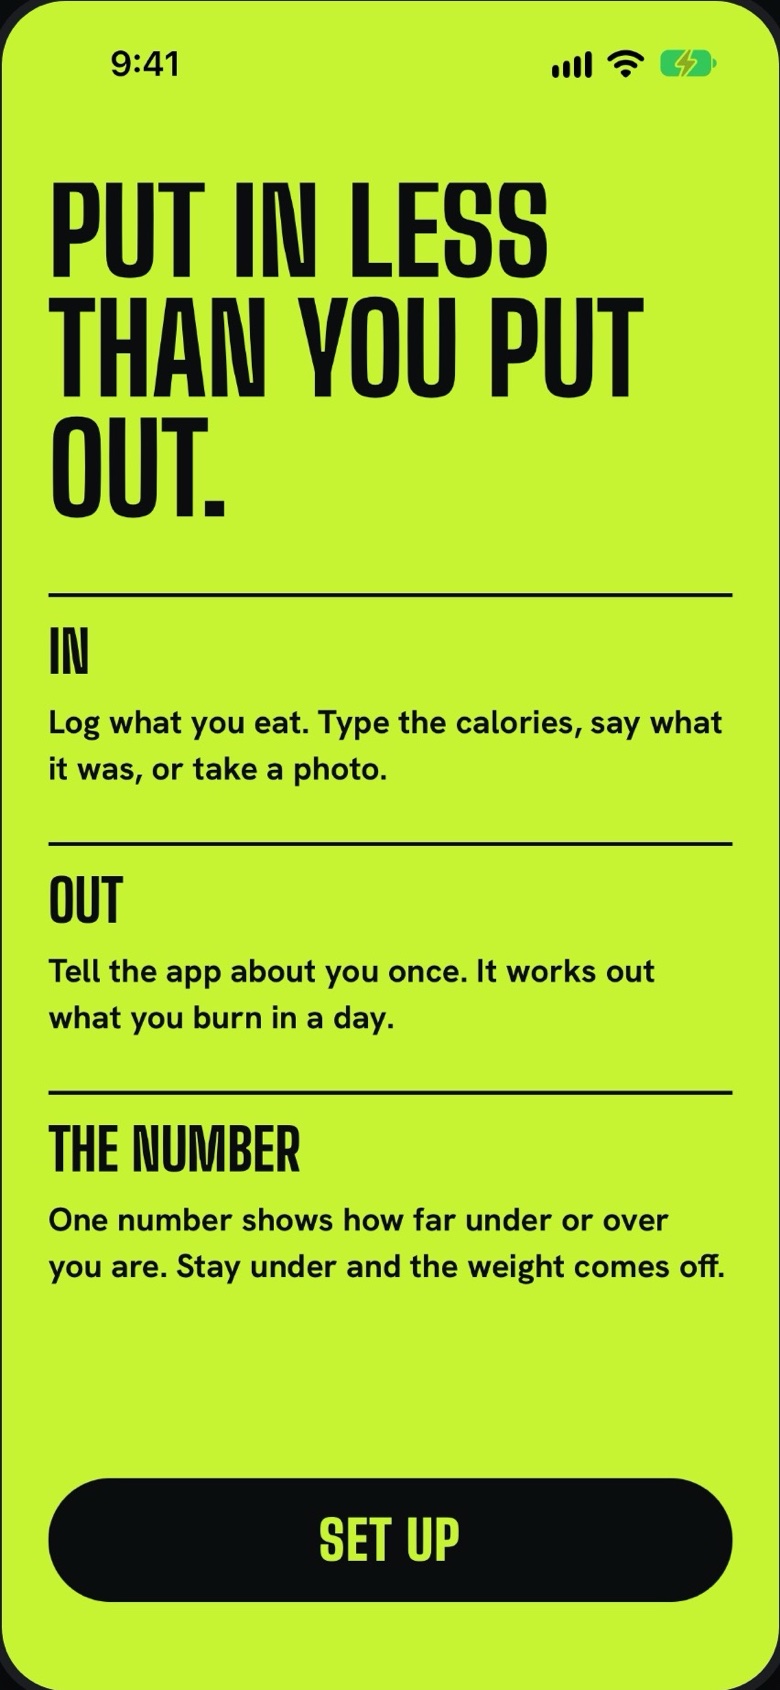 9:41
PUT IN LESS
THAN YOU PUT
OUT.
IN
Log what you eat. Type the calories, say what
it was, or take a photo.
OUT
Tell the app about you once. It works out
what you burn in a day.
THE NUMBER
One number shows how far under or over
you are. Stay under and the weight comes off.
SET UP